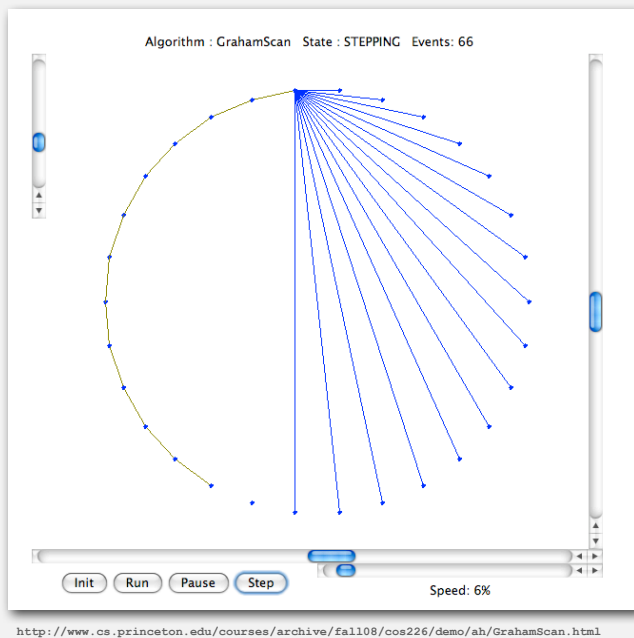 Algorithm : GrahamScan State : STEPPING Events: 66
Init Run Pause Step
Speed: 6%
http://www.cs.princeton.edu/courses/archive/fall08/cos226/demo/ah/GrahamScan.html